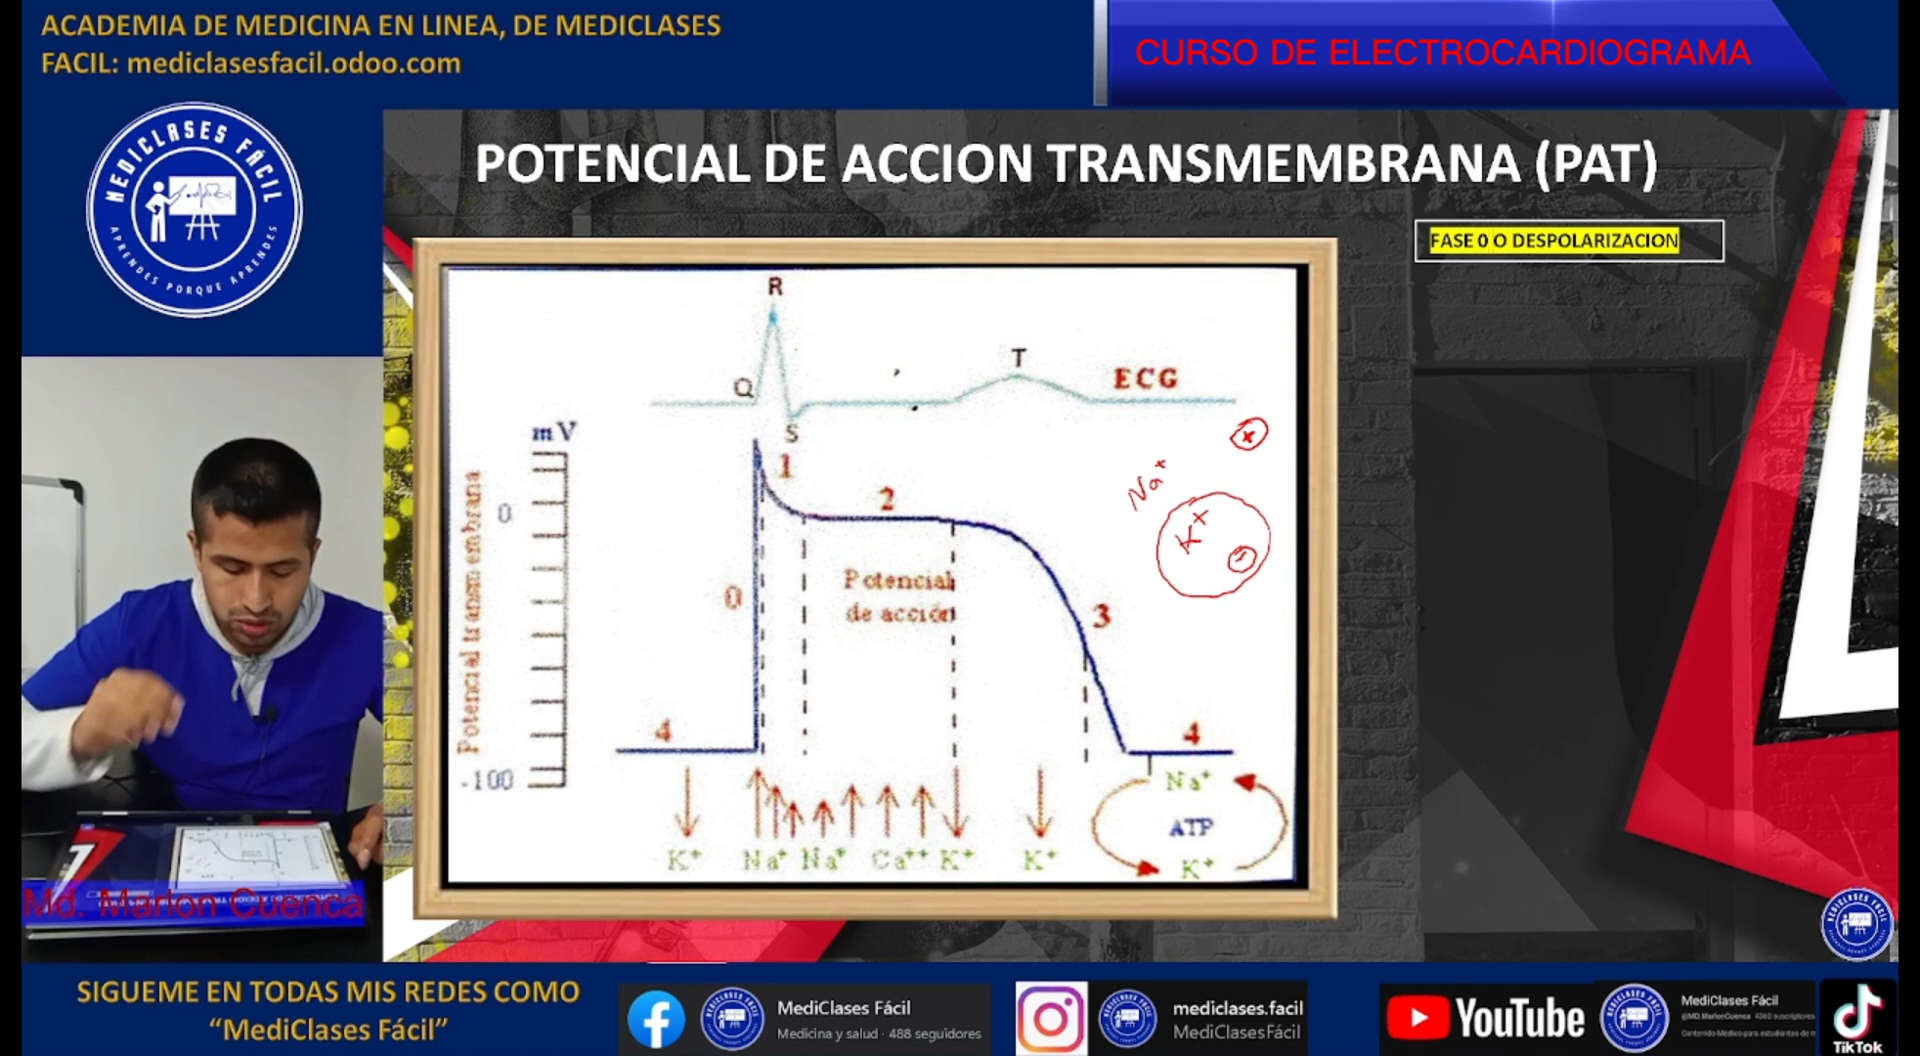 ACADEMIA DE MEDICINA EN LINEA, DE MEDICLASES
FACIL: mediclasesfacil.odoo.com
CURSO DE ELECTROCARDIOGRAMA
MEDICLASES FÁCIL
APRENDES PORQUE APRENDES
POTENCIAL DE ACCION TRANSMEMBRANA (PAT)
FASE 0 O DESPOLARIZACION
R
T
ECG
Q
S
mV
+
1
Na+
2
0
K+
-
Potencial transmembrana
Potencial
de acción
0
3
4
4
-100
Na+
ATP
K+
K+ Na+ Na+ Ca++ K+ K+
Md. Marlon Cuenca
SIGUEME EN TODAS MIS REDES COMO
“MediClases Fácil”
MediClases Fácil
Medicina y salud · 488 seguidores
mediclases.facil
MediClasesFácil
YouTube
MediClases Fácil
TikTok